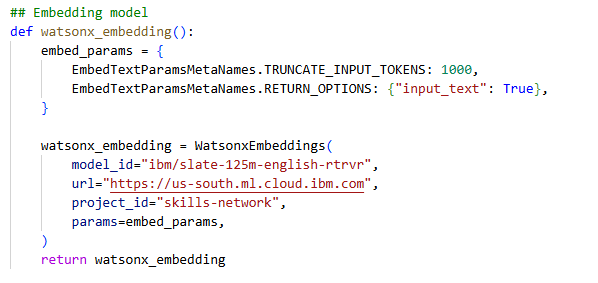 ## Embedding model
def watsonx_embedding():
    embed_params = {
        EmbedTextParamsMetaNames.TRUNCATE_INPUT_TOKENS: 1000,
        EmbedTextParamsMetaNames.RETURN_OPTIONS: {"input_text": True},
    }

    watsonx_embedding = WatsonxEmbeddings(
        model_id="ibm/slate-125m-english-rtrvr",
        url="https://us-south.ml.cloud.ibm.com",
        project_id="skills-network",
        params=embed_params,
    )
    return watsonx_embedding